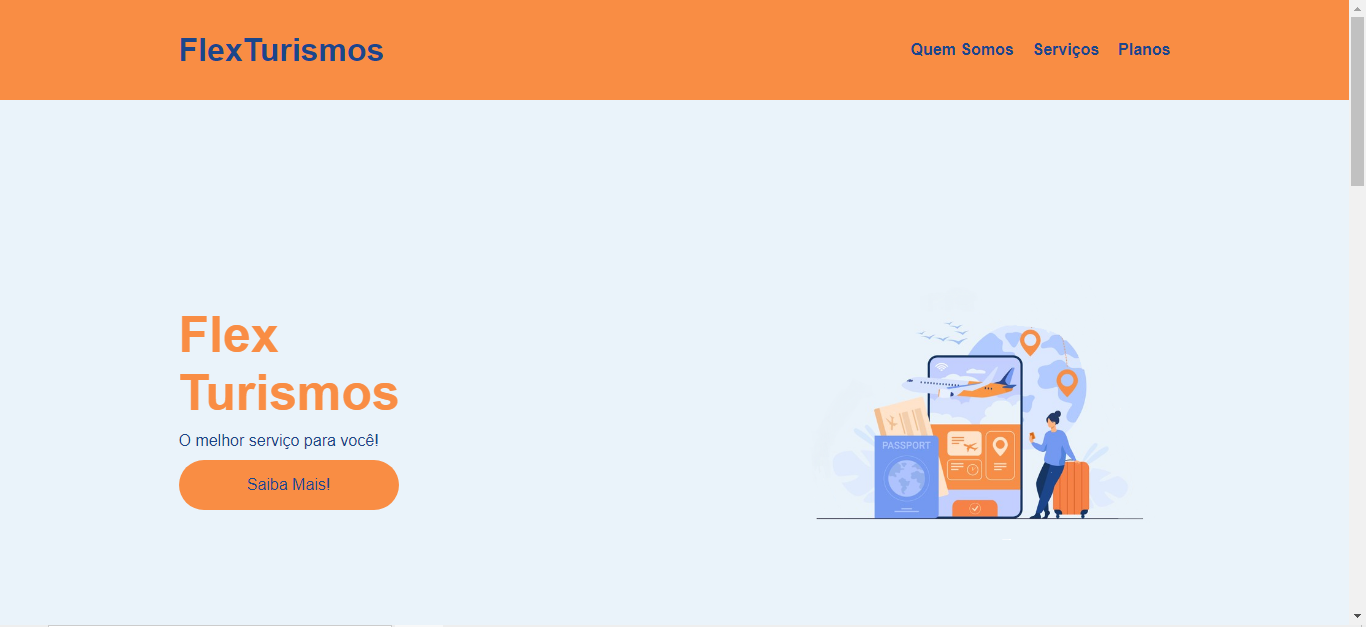 FlexTurismos
Quem Somos Serviços Planos
Flex
Turismos
O melhor serviço para você!
Saiba Mais!
PASSPORT